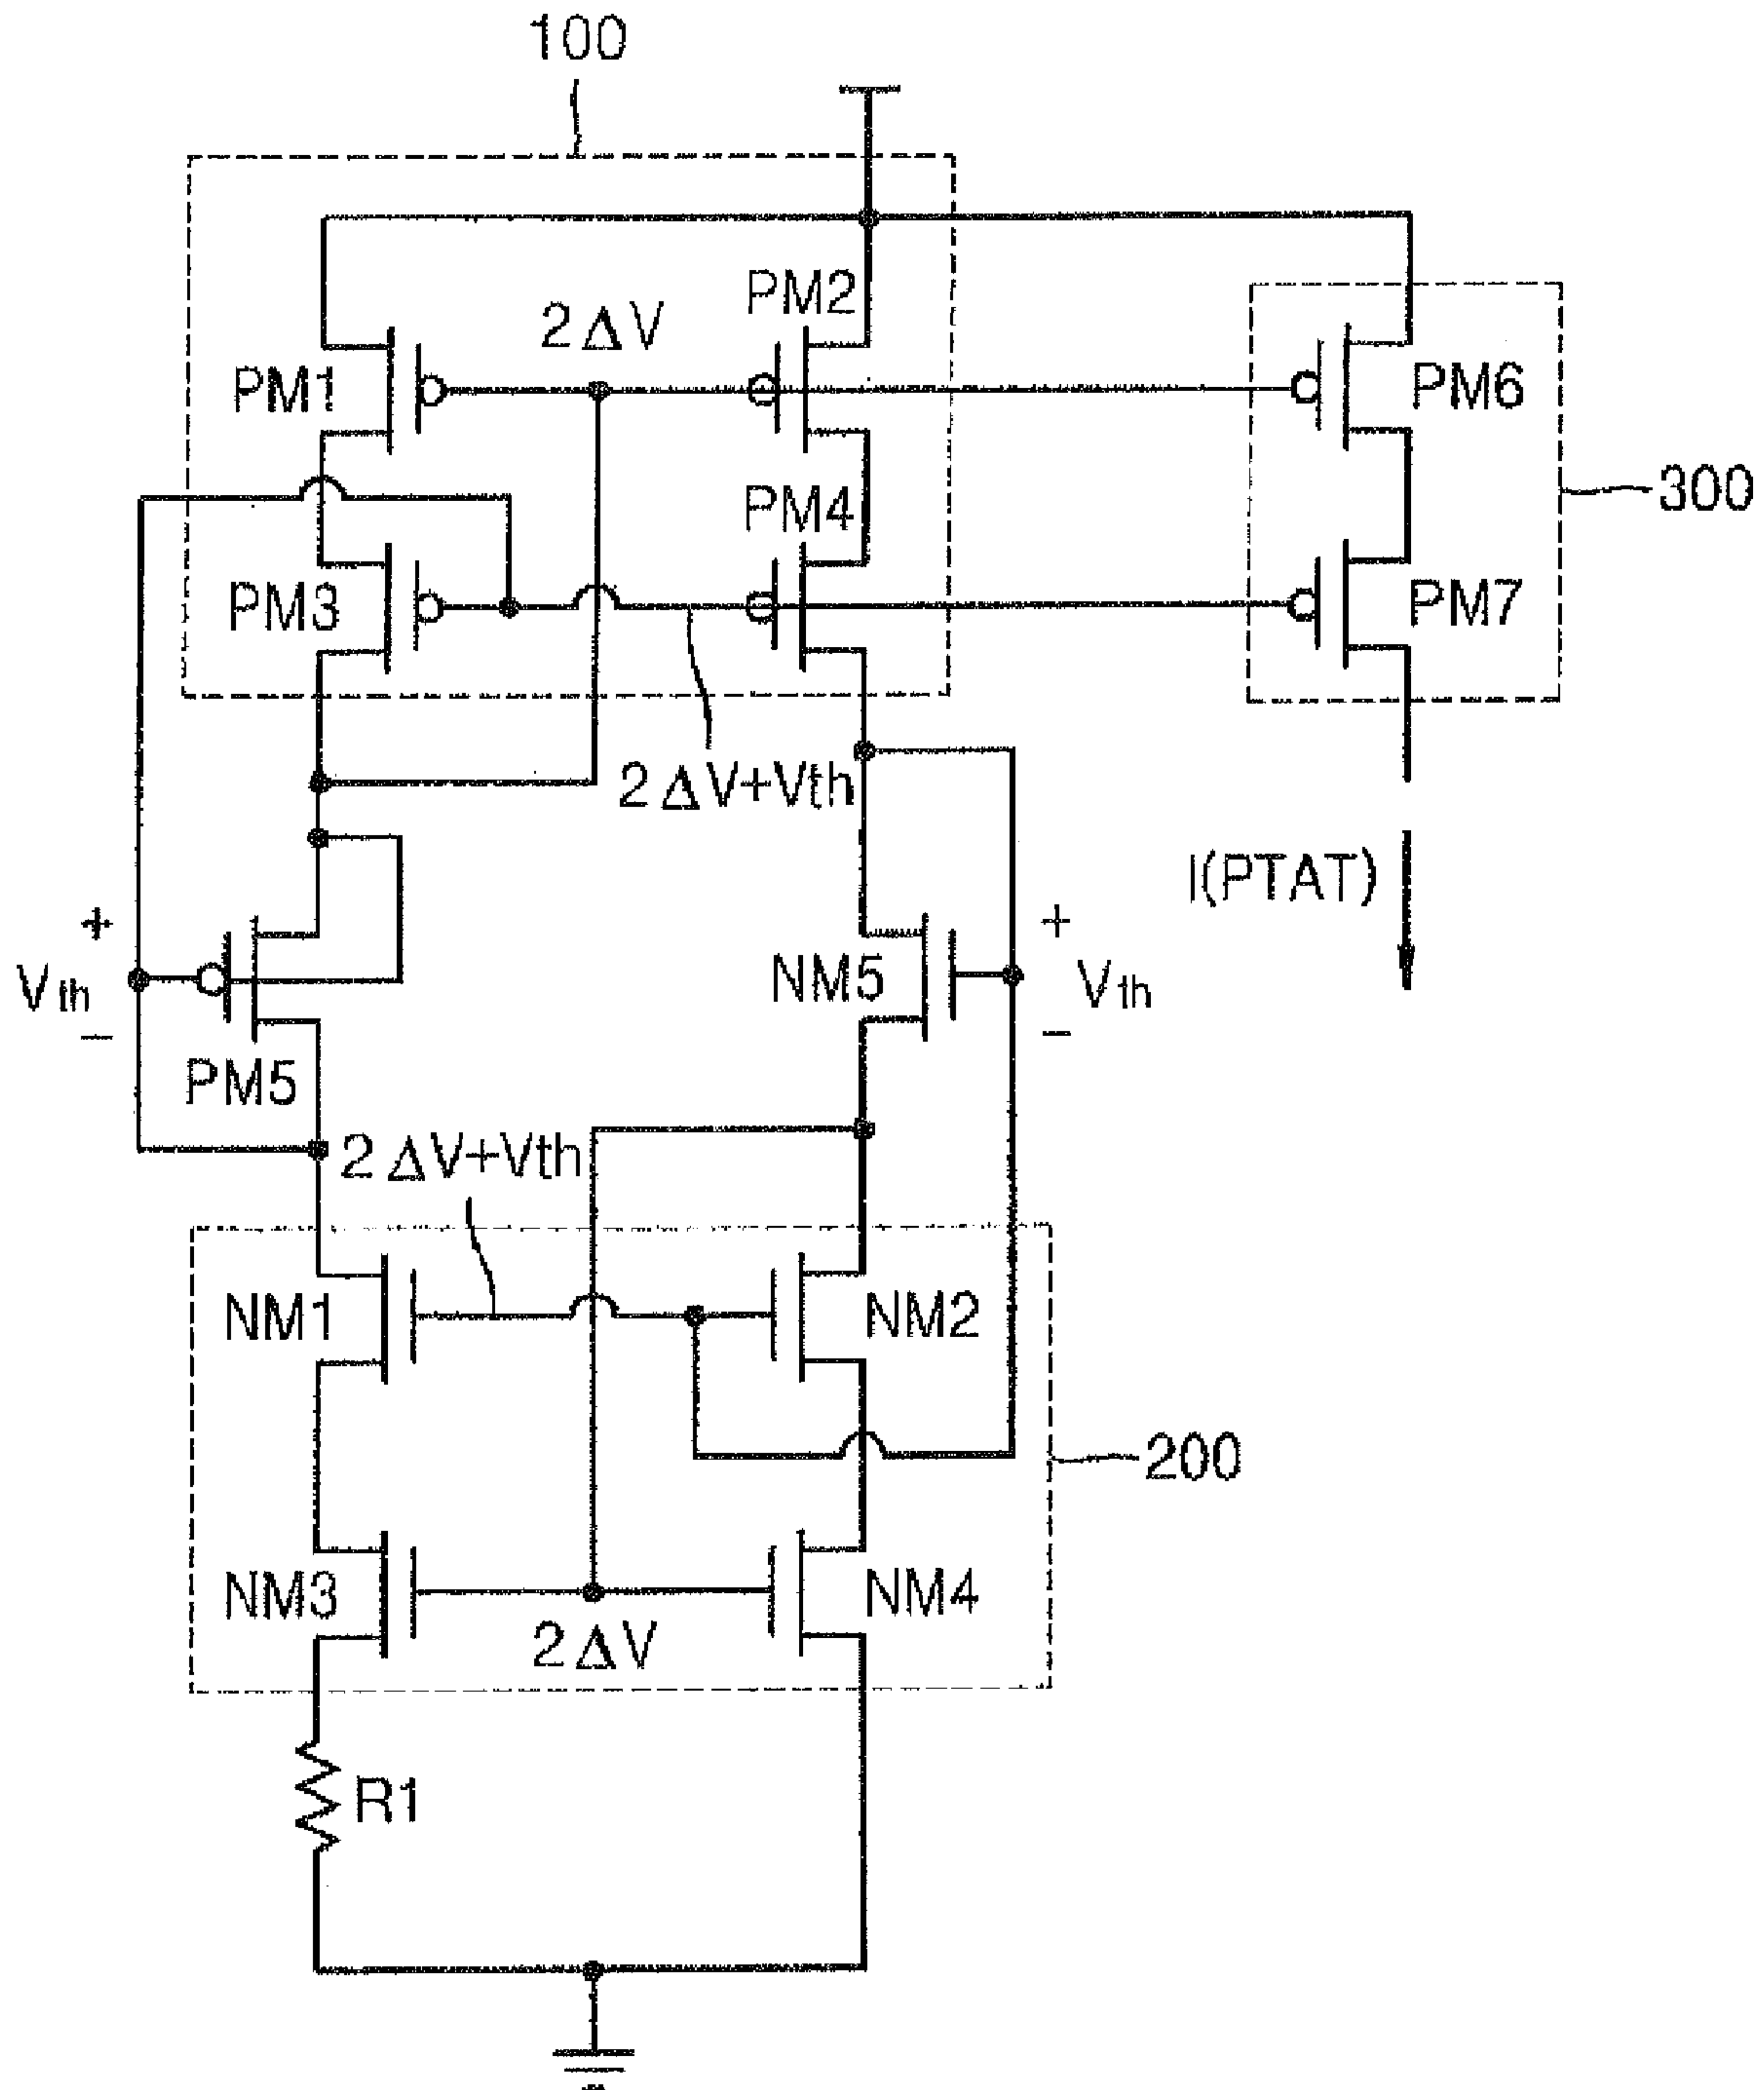 100
PM2
2ΔV
PM1
PM6
300
PM4
PM3
PM7
2ΔV+Vth
I(PTAT)
+
Vth
−
PM5
NM5
+
Vth
−
2ΔV+Vth
NM1
NM2
200
NM3
NM4
2ΔV
R1